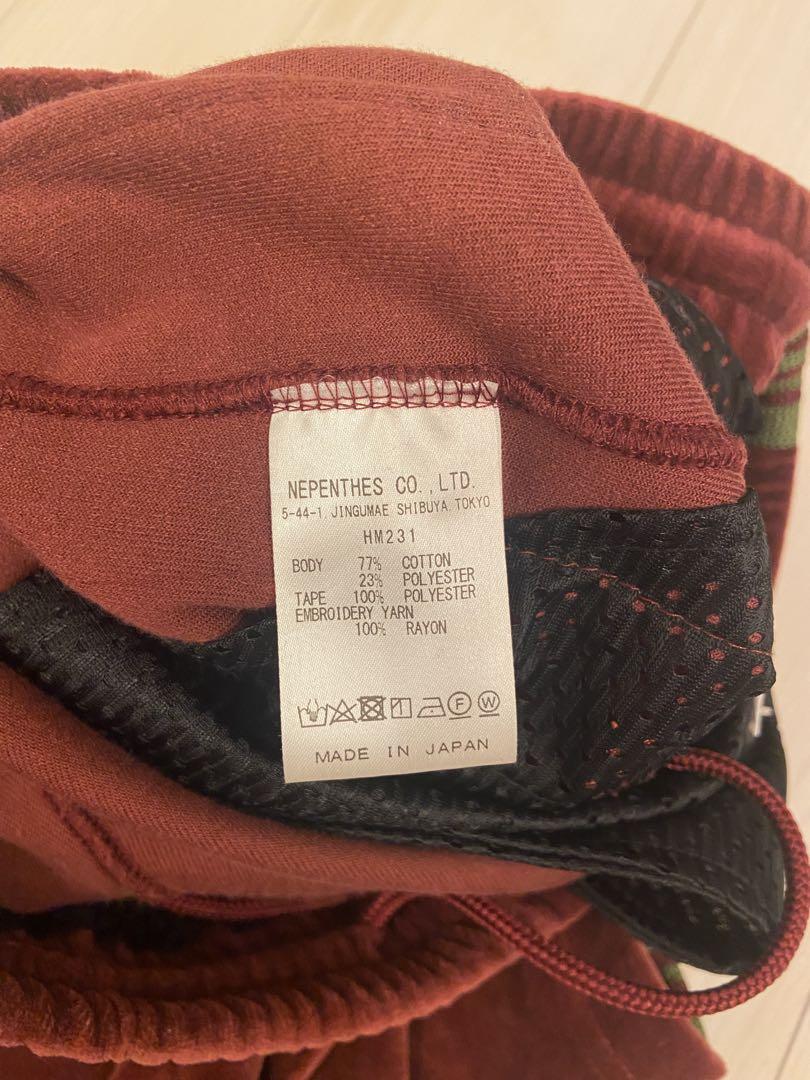 NEPENTHES CO.,LTD.
5-44-1 JINGUMAE SHIBUYA TOKYO
HM231
BODY 77% COTTON
23% POLYESTER
TAPE 100% POLYESTER
EMBROIDERY YARN
100% RAYON
F W
MADE IN JAPAN